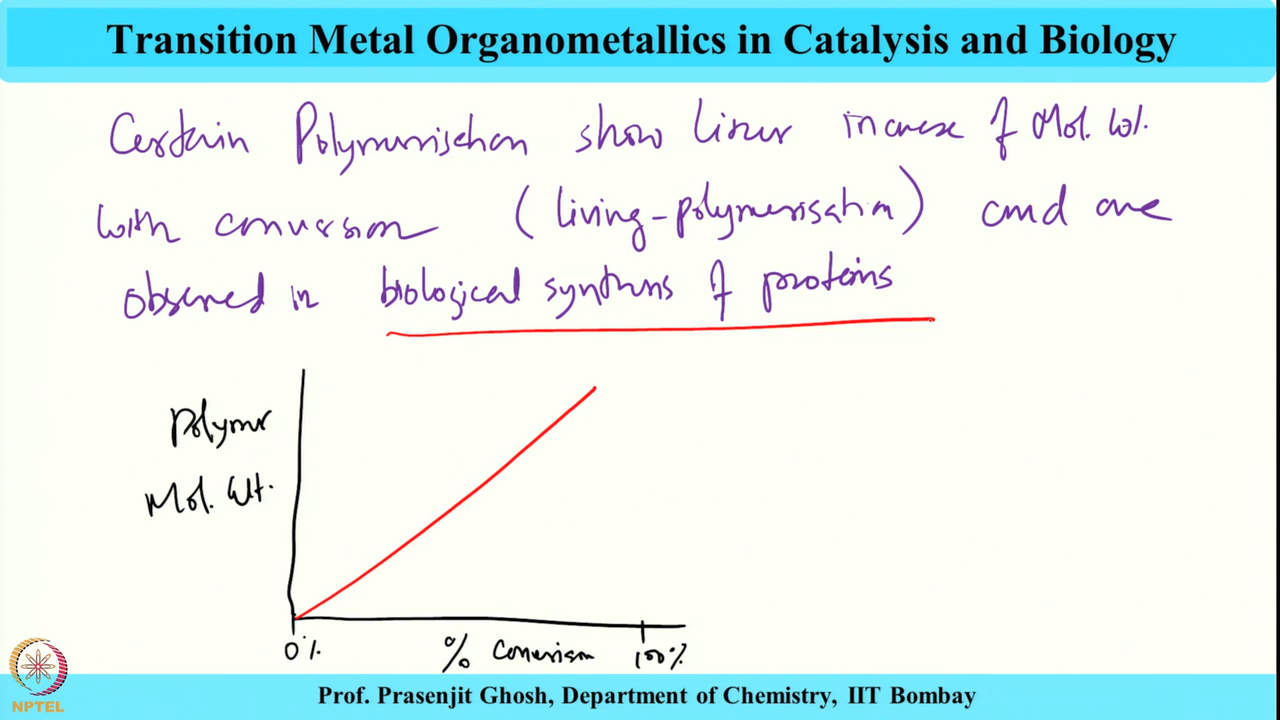 Transition Metal Organometallics in Catalysis and Biology
Certain Polymerisation show Linear increase of Mol. Wt.
with conversion (living-polymerisation) and are
observed in biological synthesis of proteins
Polymer
Mol. Wt.
0% % Conversion 100%
Prof. Prasenjit Ghosh, Department of Chemistry, IIT Bombay
NPTEL